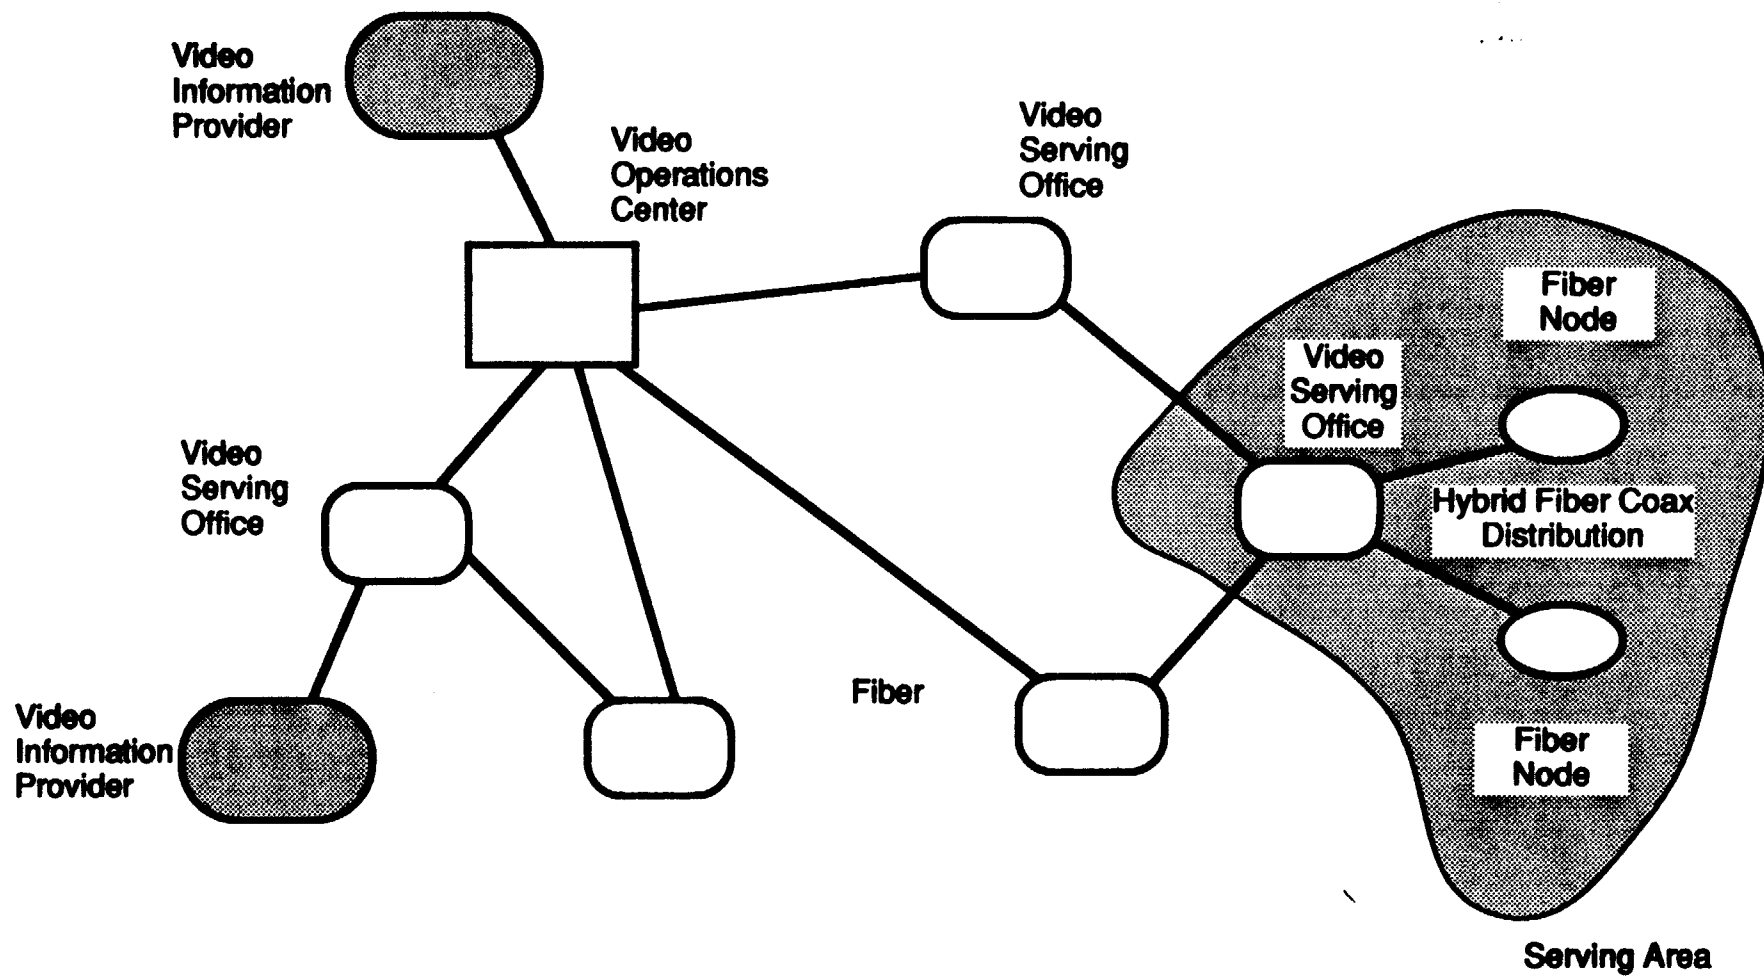 Video
Information
Provider
Video
Operations
Center
Video
Serving
Office
Fiber
Node
Video
Serving
Office
Video
Serving
Office
Hybrid Fiber Coax
Distribution
Fiber
Video
Information
Provider
Fiber
Node
Serving Area